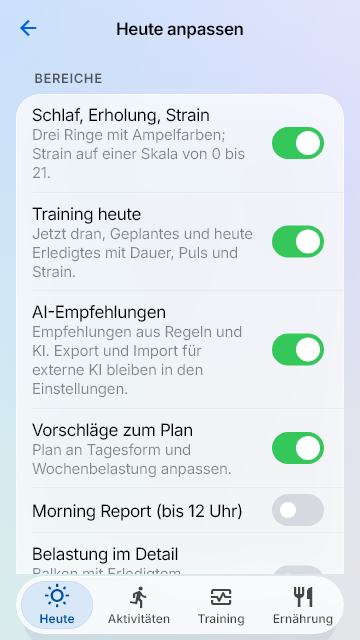 Heute anpassen
BEREICHE
Schlaf, Erholung, Strain
Drei Ringe mit Ampelfarben;
Strain auf einer Skala von 0 bis
21.
Training heute
Jetzt dran, Geplantes und heute
Erledigtes mit Dauer, Puls und
Strain.
AI-Empfehlungen
Empfehlungen aus Regeln und
KI. Export und Import für
externe KI bleiben in den
Einstellungen.
Vorschläge zum Plan
Plan an Tagesform und
Wochenbelastung anpassen.
Morning Report (bis 12 Uhr)
Belastung im Detail
Balken mit Erledigtem
Heute
Aktivitäten
Training
Ernährung